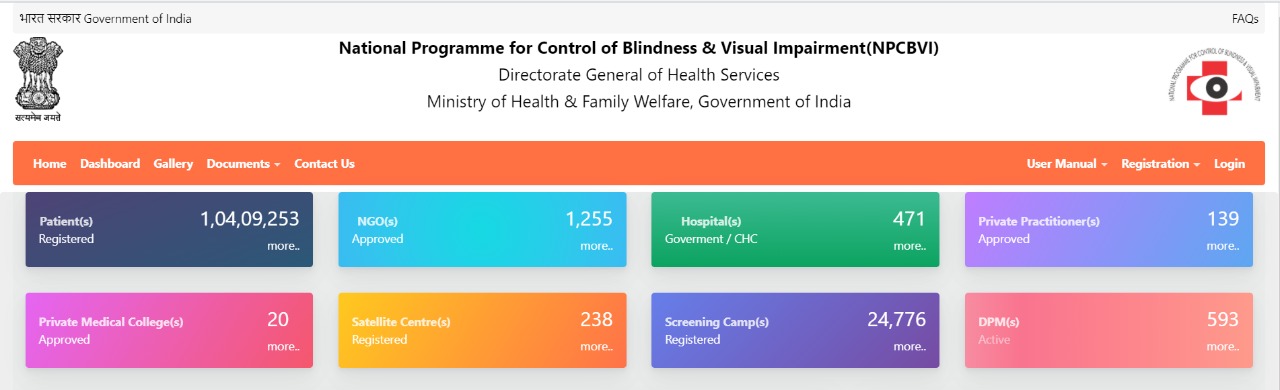 भारत सरकार Government of India
FAQs
National Programme for Control of Blindness & Visual Impairment(NPCBVI)
Directorate General of Health Services
Ministry of Health & Family Welfare, Government of India
सत्यमेव जयते
NATIONAL PROGRAMME FOR CONTROL OF BLINDNESS & VISUAL IMPAIRMENT
Home Dashboard Gallery Documents Contact Us User Manual Registration Login
Patient(s) 1,04,09,253
Registered more..
NGO(s) 1,255
Approved more..
Hospital(s) 471
Goverment / CHC more..
Private Practitioner(s) 139
Approved more..
Private Medical College(s) 20
Approved more..
Satellite Centre(s) 238
Registered more..
Screening Camp(s) 24,776
Registered more..
DPM(s) 593
Active more..